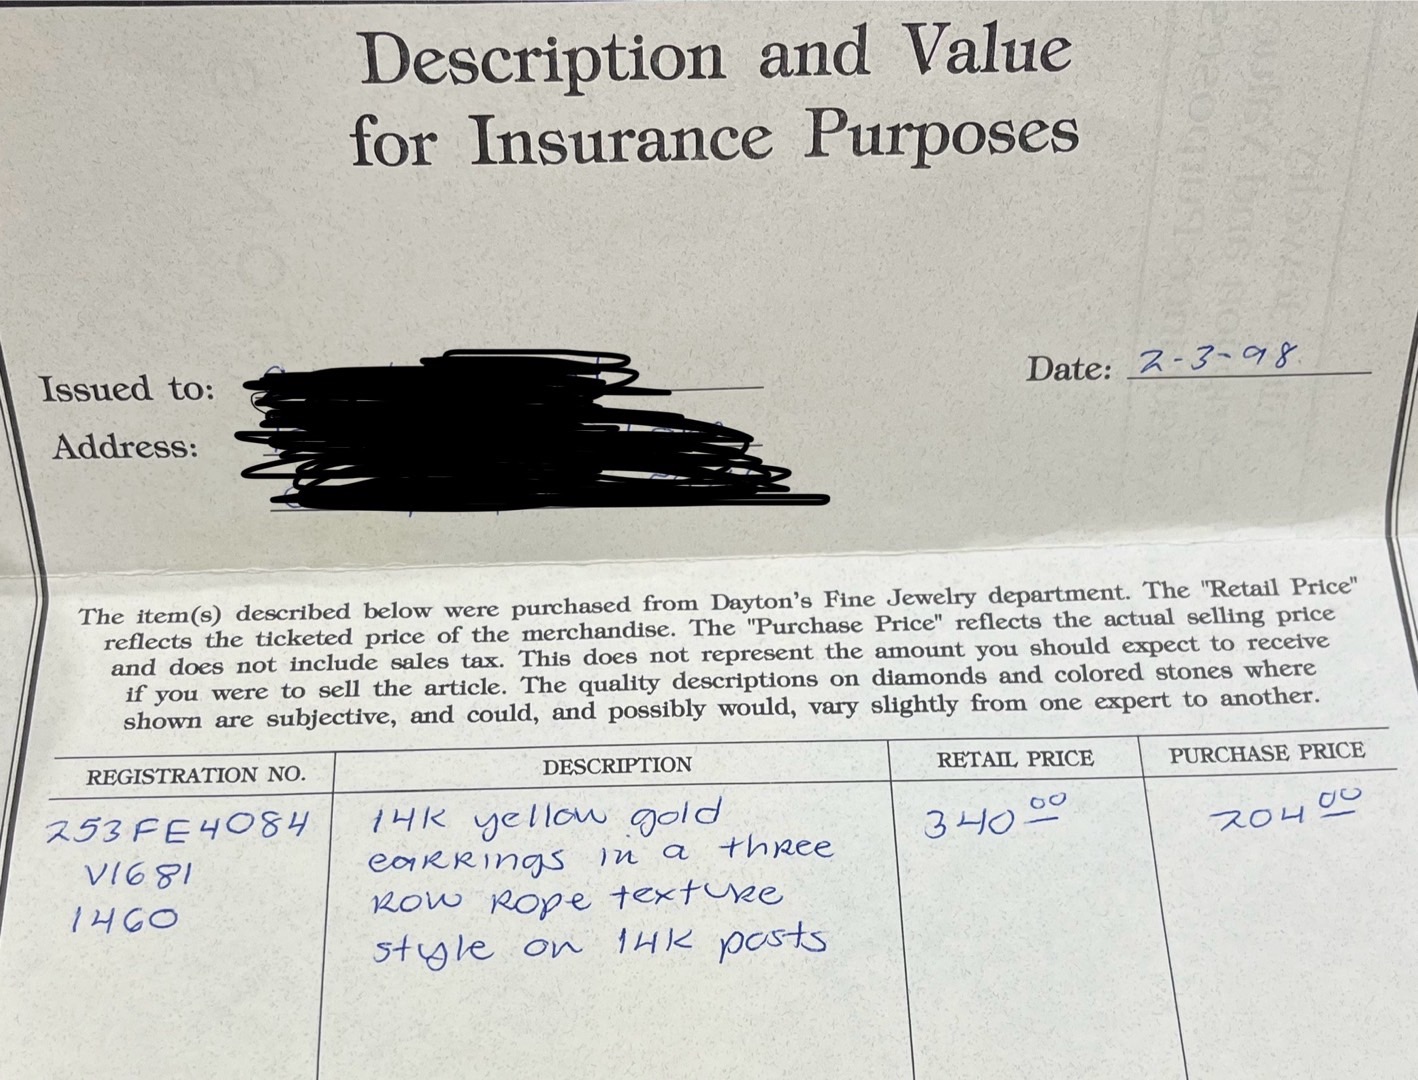 Description and Value
for Insurance Purposes
Issued to:
Date: 2-3-98.
Address:
The item(s) described below were purchased from Dayton's Fine Jewelry department. The "Retail Price"
reflects the ticketed price of the merchandise. The "Purchase Price" reflects the actual selling price
and does not include sales tax. This does not represent the amount you should expect to receive
if you were to sell the article. The quality descriptions on diamonds and colored stones where
shown are subjective, and could, and possibly would, vary slightly from one expert to another.
REGISTRATION NO. DESCRIPTION RETAIL PRICE PURCHASE PRICE
253FE4084 14K yellow gold 340 00 204 00
V1681 earrings in a three
1460 row rope texture
style on 14K posts